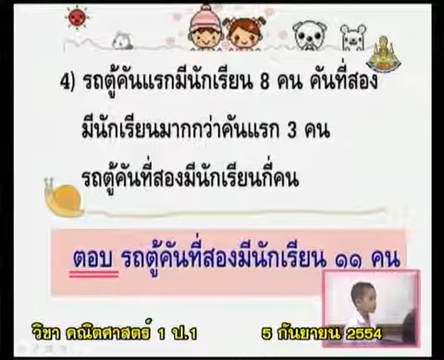 4) รถตู้คันแรกมีนักเรียน 8 คน คันที่สอง
มีนักเรียนมากกว่าคันแรก 3 คน
รถตู้คันที่สองมีนักเรียนกี่คน
ตอบ รถตู้คันที่สองมีนักเรียน ๑๑ คน
วิชา คณิตศาสตร์ 1 ป.1 5 กันยายน 2554